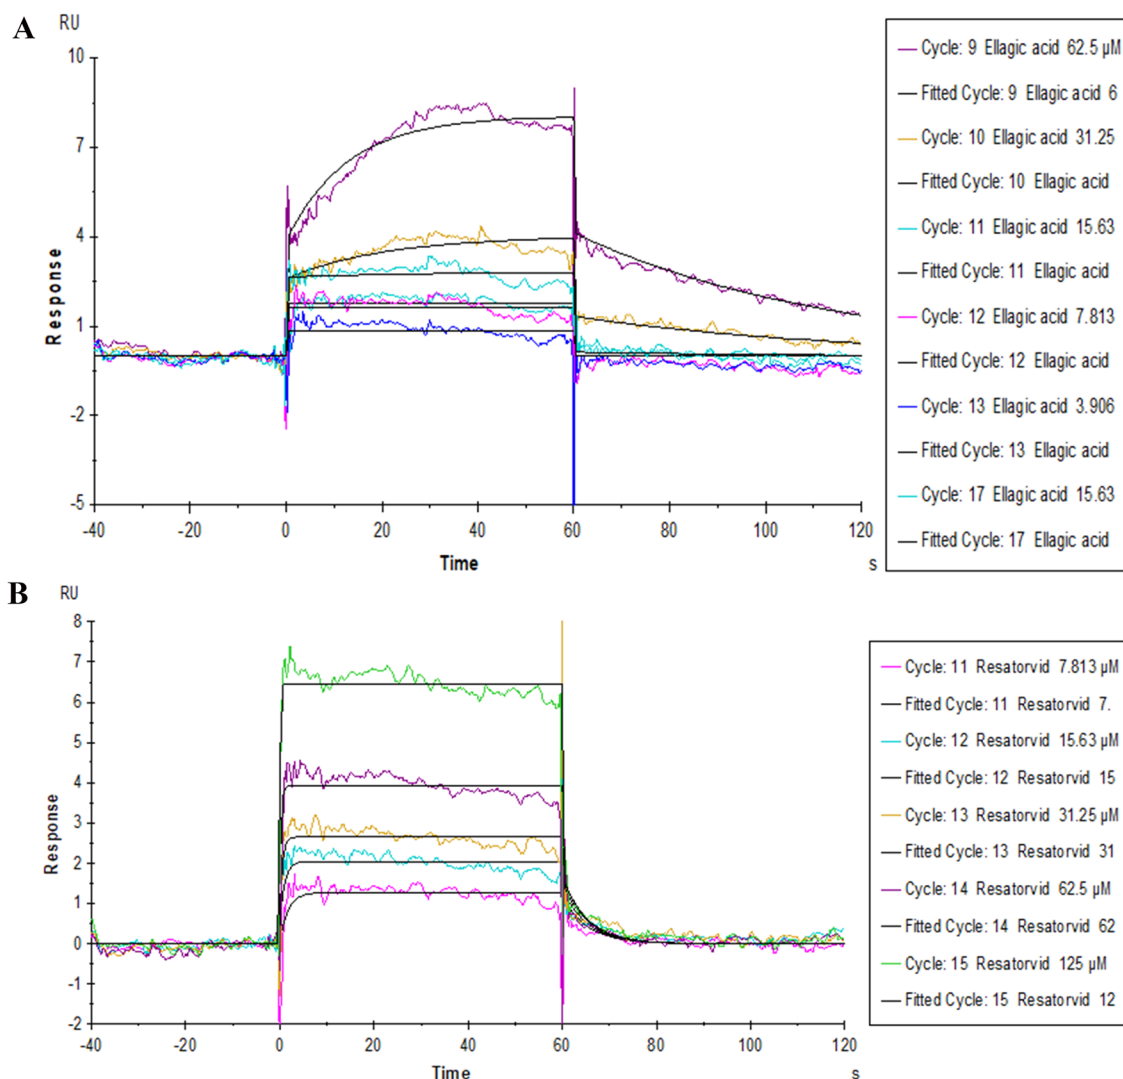 A
RU
10
7
4
1
-2
-5
Response
-40
-20
0
20
40
60
80
100
120
Time
s
Cycle: 9 Ellagic acid 62.5 µM
Fitted Cycle: 9 Ellagic acid 6
Cycle: 10 Ellagic acid 31.25
Fitted Cycle: 10 Ellagic acid
Cycle: 11 Ellagic acid 15.63
Fitted Cycle: 11 Ellagic acid
Cycle: 12 Ellagic acid 7.813
Fitted Cycle: 12 Ellagic acid
Cycle: 13 Ellagic acid 3.906
Fitted Cycle: 13 Ellagic acid
Cycle: 17 Ellagic acid 15.63
Fitted Cycle: 17 Ellagic acid
B
RU
8
7
6
5
4
3
2
1
0
-1
-2
Response
-40
-20
0
20
40
60
80
100
120
Time
s
Cycle: 11 Resatorvid 7.813 µM
Fitted Cycle: 11 Resatorvid 7.
Cycle: 12 Resatorvid 15.63 µM
Fitted Cycle: 12 Resatorvid 15
Cycle: 13 Resatorvid 31.25 µM
Fitted Cycle: 13 Resatorvid 31
Cycle: 14 Resatorvid 62.5 µM
Fitted Cycle: 14 Resatorvid 62
Cycle: 15 Resatorvid 125 µM
Fitted Cycle: 15 Resatorvid 12